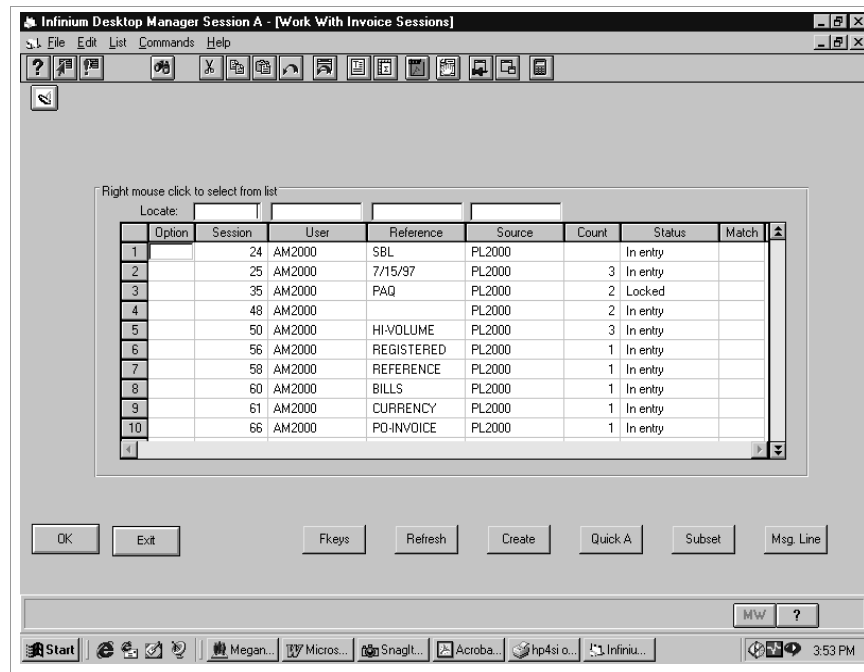 Infinium Desktop Manager Session A - [Work With Invoice Sessions]
File Edit List Commands Help
Right mouse click to select from list
Locate:
Option Session User Reference Source Count Status Match
1 24 AM2000 SBL PL2000 In entry
2 25 AM2000 7/15/97 PL2000 3 In entry
3 35 AM2000 PAQ PL2000 2 Locked
4 48 AM2000 PL2000 2 In entry
5 50 AM2000 HI-VOLUME PL2000 3 In entry
6 56 AM2000 REGISTERED PL2000 1 In entry
7 58 AM2000 REFERENCE PL2000 1 In entry
8 60 AM2000 BILLS PL2000 1 In entry
9 61 AM2000 CURRENCY PL2000 1 In entry
10 66 AM2000 PO-INVOICE PL2000 1 In entry
OK Exit Fkeys Refresh Create Quick A Subset Msg. Line
MW ?
Start Megan... Micros... SnagIt... Acroba... hp4si o... Infiniu... 3:53 PM